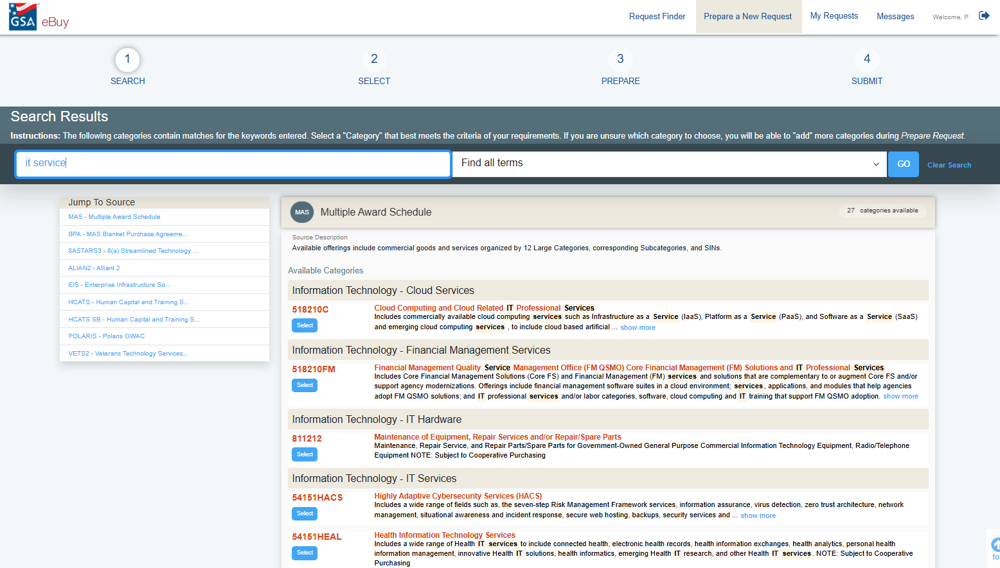 GSA eBuy
Request Finder
Prepare a New Request
My Requests
Messages
Welcome, P
1
SEARCH
2
SELECT
3
PREPARE
4
SUBMIT
Search Results
Instructions: The following categories contain matches for the keywords entered. Select a "Category" that best meets the criteria of your requirements. If you are unsure which category to choose, you will be able to "add" more categories during Prepare Request.
it service
Find all terms
GO
Clear Search
Jump To Source
MAS - Multiple Award Schedule
BPA - MAS Blanket Purchase Agreeme...
8ASTARS3 - 8(a) Streamlined Technology ...
ALIAN2 - Alliant 2
EIS - Enterprise Infrastructure So...
HCATS - Human Capital and Training S...
HCATS SB - Human Capital and Training S...
POLARIS - Polaris GWAC
VETS2 - Veterans Technology Services...
MAS Multiple Award Schedule
27 categories available
Source Description
Available offerings include commercial goods and services organized by 12 Large Categories, corresponding Subcategories, and SINs.
Available Categories
Information Technology - Cloud Services
518210C
Select
Cloud Computing and Cloud Related IT Professional Services
Includes commercially available cloud computing services such as Infrastructure as a Service (IaaS), Platform as a Service (PaaS), and Software as a Service (SaaS)
and emerging cloud computing services , to include cloud based artificial ... show more
Information Technology - Financial Management Services
518210FM
Select
Financial Management Quality Service Management Office (FM QSMO) Core Financial Management (FM) Solutions and IT Professional Services
Includes Core Financial Management Solutions (Core FS) and Financial Management (FM) services and solutions that are complementary to or augment Core FS and/or
support agency modernizations. Offerings include financial management software suites in a cloud environment; services , applications, and modules that help agencies
adopt FM QSMO solutions; and IT professional services and/or labor categories, software, cloud computing and IT training that support FM QSMO adoption. show more
Information Technology - IT Hardware
811212
Select
Maintenance of Equipment, Repair Services and/or Repair/Spare Parts
Maintenance, Repair Service, and Repair Parts/Spare Parts for Government-Owned General Purpose Commercial Information Technology Equipment, Radio/Telephone
Equipment NOTE: Subject to Cooperative Purchasing
Information Technology - IT Services
54151HACS
Select
Highly Adaptive Cybersecurity Services (HACS)
Includes a wide range of fields such as, the seven-step Risk Management Framework services, information assurance, virus detection, zero trust architecture, network
management, situational awareness and incident response, secure web hosting, backups, security services and ... show more
54151HEAL
Select
Health Information Technology Services
Includes a wide range of Health IT services to include connected health, electronic health records, health information exchanges, health analytics, personal health
information management, innovative Health IT solutions, health informatics, emerging Health IT research, and other Health IT services . NOTE: Subject to Cooperative
Purchasing